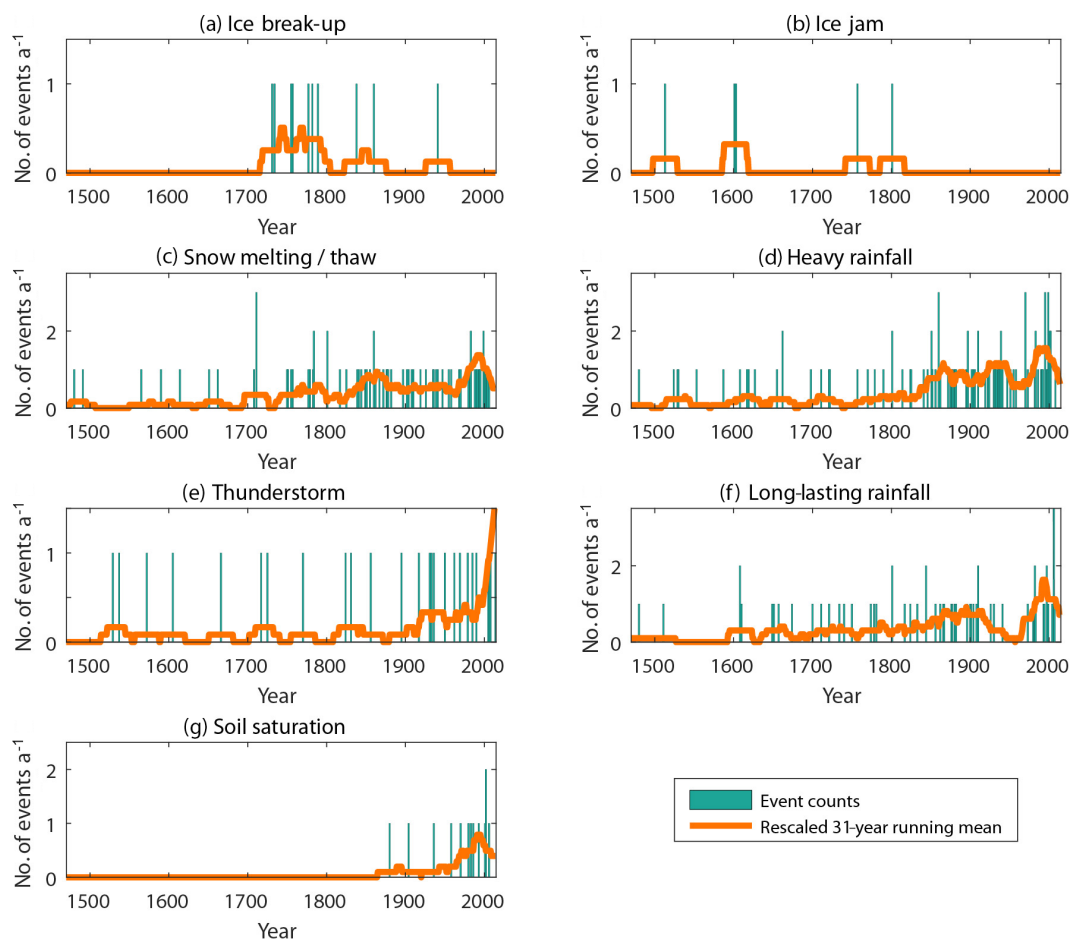 (a) Ice break-up
No. of events a⁻¹
1
0
1500 1600 1700 1800 1900 2000
Year
(b) Ice jam
No. of events a⁻¹
1
0
1500 1600 1700 1800 1900 2000
Year
(c) Snow melting / thaw
No. of events a⁻¹
2
0
1500 1600 1700 1800 1900 2000
Year
(d) Heavy rainfall
No. of events a⁻¹
2
0
1500 1600 1700 1800 1900 2000
Year
(e) Thunderstorm
No. of events a⁻¹
1
0
1500 1600 1700 1800 1900 2000
Year
(f) Long-lasting rainfall
No. of events a⁻¹
2
0
1500 1600 1700 1800 1900 2000
Year
(g) Soil saturation
No. of events a⁻¹
2
1
0
1500 1600 1700 1800 1900 2000
Year
Event counts
Rescaled 31-year running mean